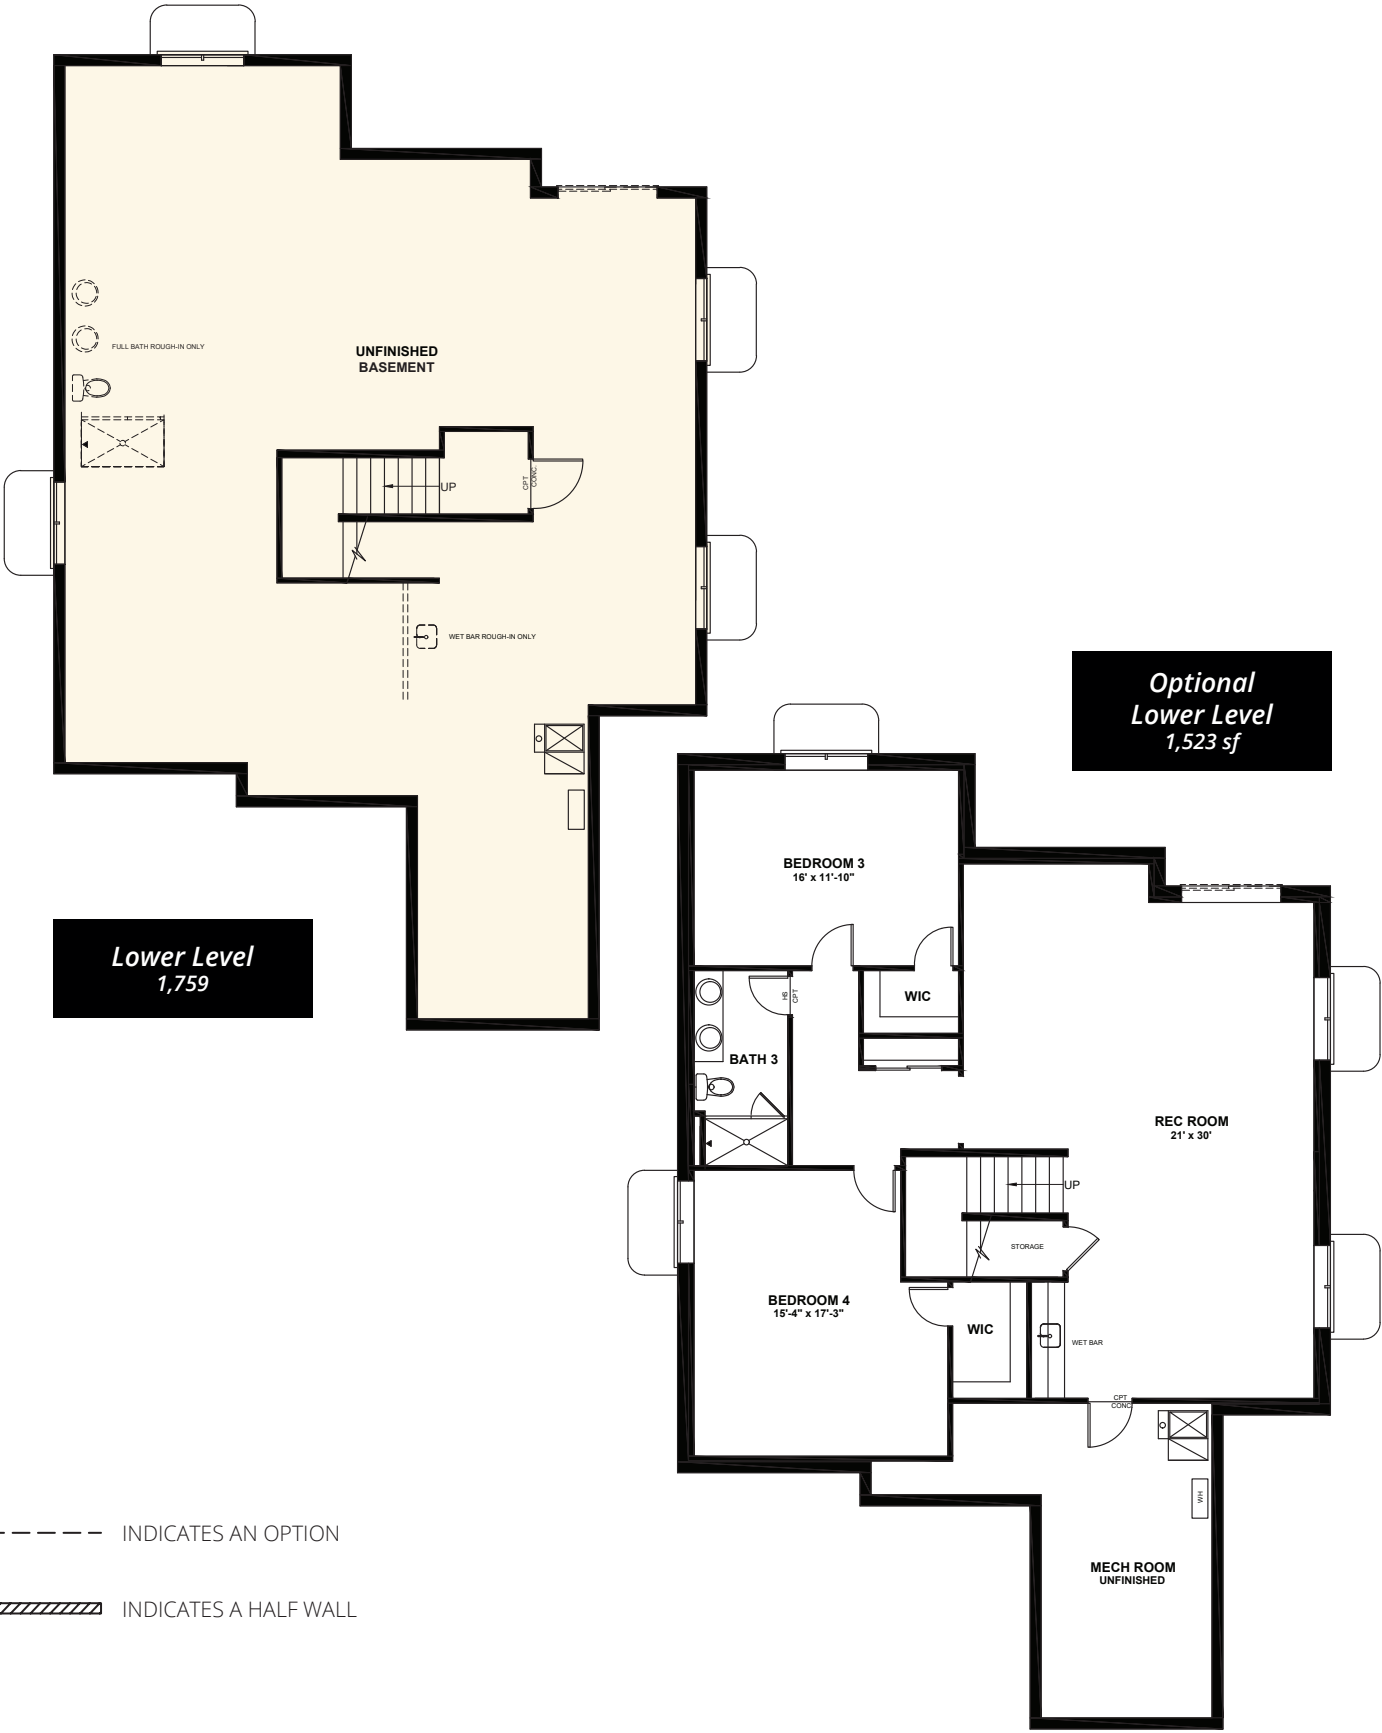 FULL BATH ROUGH-IN ONLY
UNFINISHED
BASEMENT
UP
CPT
CONC.
WET BAR ROUGH-IN ONLY
Lower Level
1,759
Optional
Lower Level
1,523 sf
BEDROOM 3
16' x 11'-10"
WIC
HS
CPT
BATH 3
REC ROOM
21' x 30'
UP
STORAGE
BEDROOM 4
15'-4" x 17'-3"
WIC
WET BAR
CPT
CONC
WH
MECH ROOM
UNFINISHED
INDICATES AN OPTION
INDICATES A HALF WALL